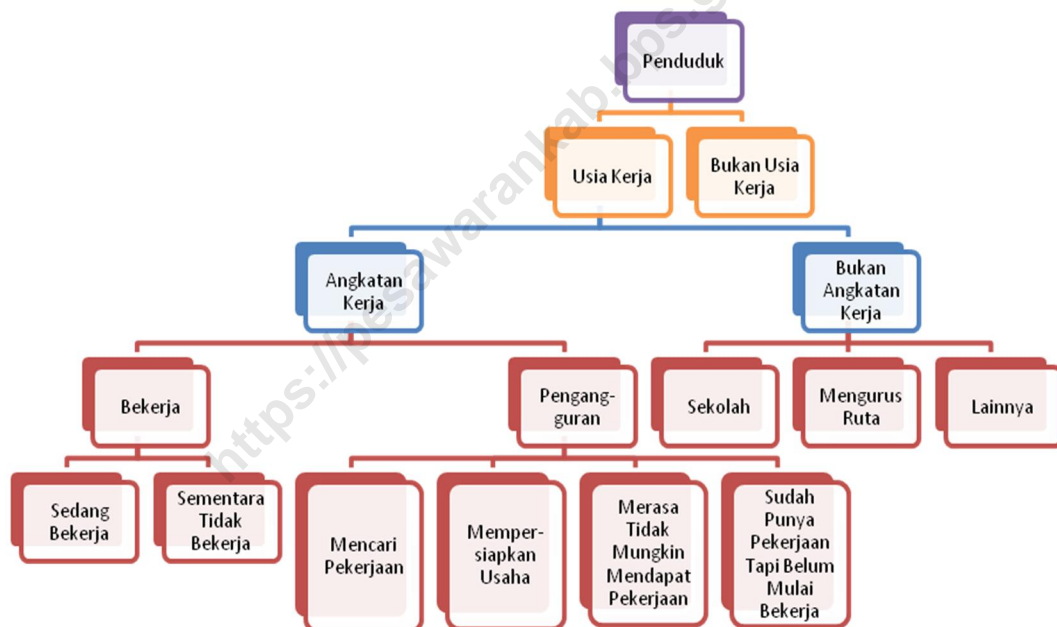 Penduduk
Usia Kerja
Bukan Usia
Kerja
Angkatan
Kerja
Bukan
Angkatan
Kerja
Bekerja
Pengang-
guran
Sekolah
Mengurus
Ruta
Lainnya
Sedang
Bekerja
Sementara
Tidak
Bekerja
Mencari
Pekerjaan
Memper-
siapkan
Usaha
Merasa
Tidak
Mungkin
Mendapat
Pekerjaan
Sudah
Punya
Pekerjaan
Tapi Belum
Mulai
Bekerja
https://pesawarankab.bps.g